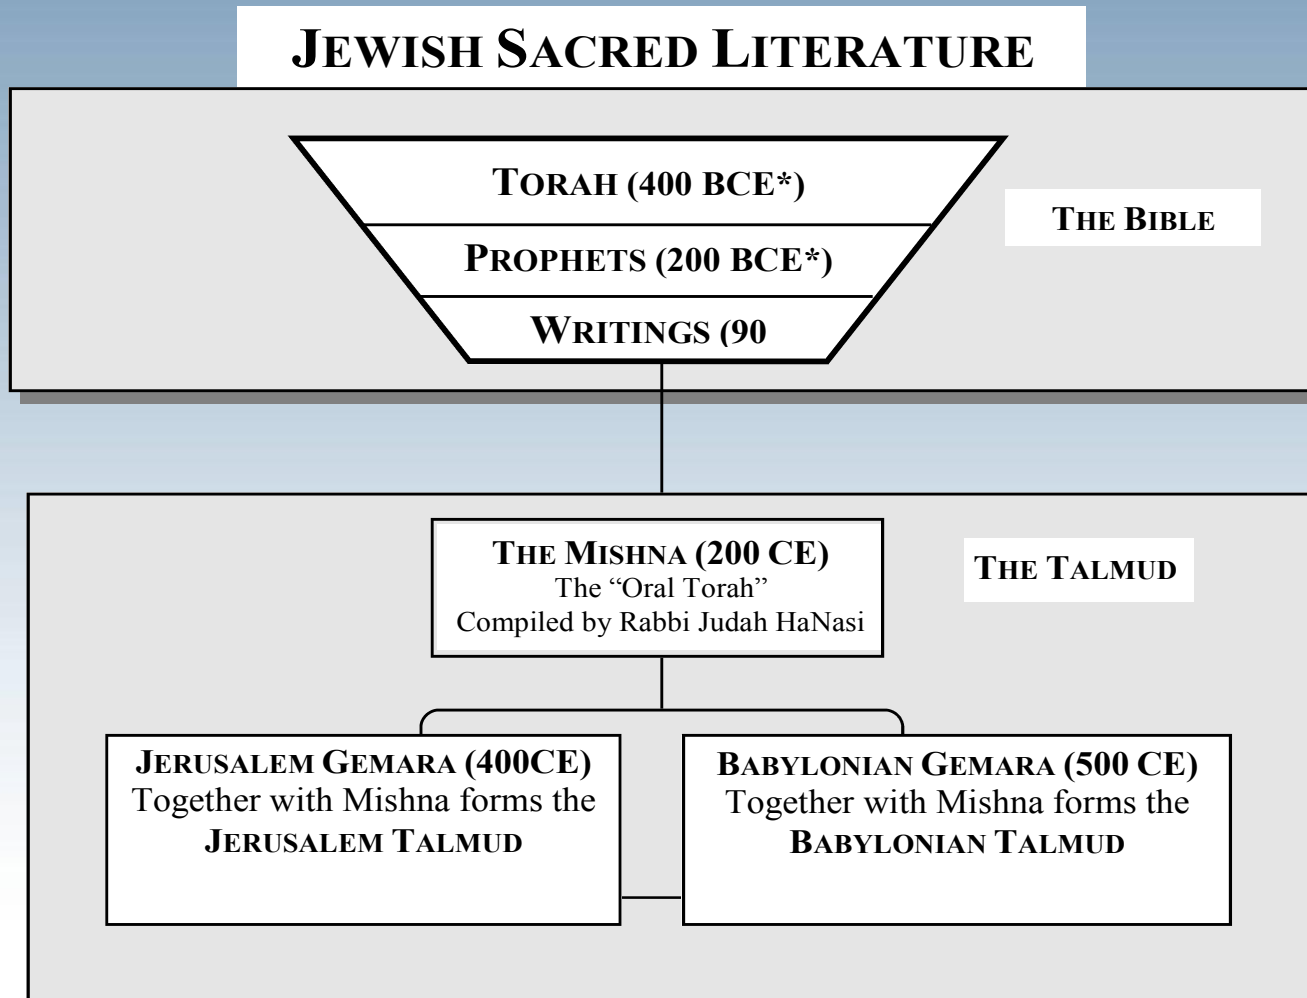 JEWISH SACRED LITERATURE
TORAH (400 BCE*)
THE BIBLE
PROPHETS (200 BCE*)
WRITINGS (90
THE MISHNA (200 CE)
The “Oral Torah”
Compiled by Rabbi Judah HaNasi
THE TALMUD
JERUSALEM GEMARA (400CE)
Together with Mishna forms the
JERUSALEM TALMUD
BABYLONIAN GEMARA (500 CE)
Together with Mishna forms the
BABYLONIAN TALMUD